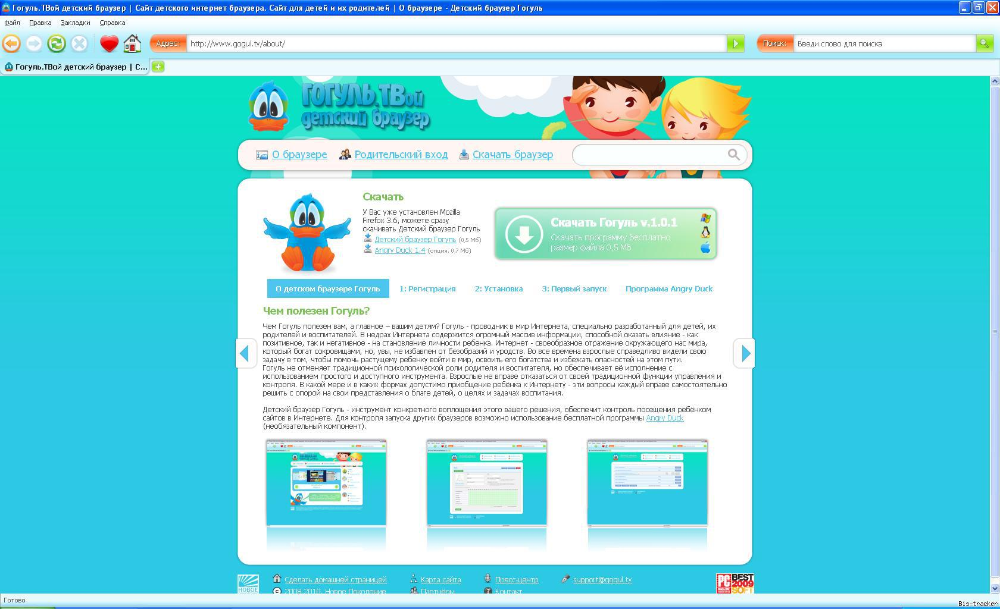 Гогуль.ТВой детский браузер | Сайт детского интернет браузера. Сайт для детей и их родителей | О браузере - Детский браузер Гогуль
Файл Правка Закладки Справка
Адрес: http://www.gogul.tv/about/ Поиск: Введи слово для поиска
Гогуль.ТВой детский браузер | С...
ГОГУЛЬ.ТВой
детский браузер
О браузере Родительский вход Скачать браузер
Скачать
У Вас уже установлен Mozilla
Firefox 3.6, можете сразу
скачивать Детский браузер Гогуль
Детский браузер Гогуль (0,5 Мб)
Angry Duck 1.4 (опция, 0,7 Мб)
Скачать Гогуль v.1.0.1
Скачать программу бесплатно
размер файла 0,5 Мб
О детском браузере Гогуль 1: Регистрация 2: Установка 3: Первый запуск Программа Angry Duck
Чем полезен Гогуль?
Чем Гогуль полезен вам, а главное – вашим детям? Гогуль - проводник в мир Интернета, специально разработанный для детей, их
родителей и воспитателей. В недрах Интернета содержится огромный массив информации, способной оказать влияние - как
позитивное, так и негативное - на становление личности ребенка. Интернет - своеобразное отражение окружающего нас мира,
который богат сокровищами, но, увы, не избавлен от безобразий и уродств. Во все времена взрослые справедливо видели свою
задачу в том, чтобы помочь растущему ребенку войти в мир, освоить его богатства и избежать опасностей на этом пути.
Гогуль не отменяет традиционной психологической роли родителя и воспитателя, но обеспечивает её исполнение с
использованием простого и доступного инструмента. Взрослые не вправе отказаться от своей традиционной функции управления и
контроля. В какой мере и в каких формах допустимо приобщение ребёнка к Интернету - эти вопросы каждый вправе самостоятельно
решить с опорой на свои представления о благе детей, о целях и задачах воспитания.
Детский браузер Гогуль - инструмент конкретного воплощения этого вашего решения, обеспечит контроль посещения ребёнком
сайтов в Интернете. Для контроля запуска других браузеров возможно использование бесплатной программы Angry Duck
(необязательный компонент).
НОВОЕ Сделать домашней страницей Карта сайта Пресс-центр support@gogul.tv PC MAGAZINE BEST 2009 SOFT
2008-2010, Новое Поколение Партнёры Контакт
Готово
Bis-tracker